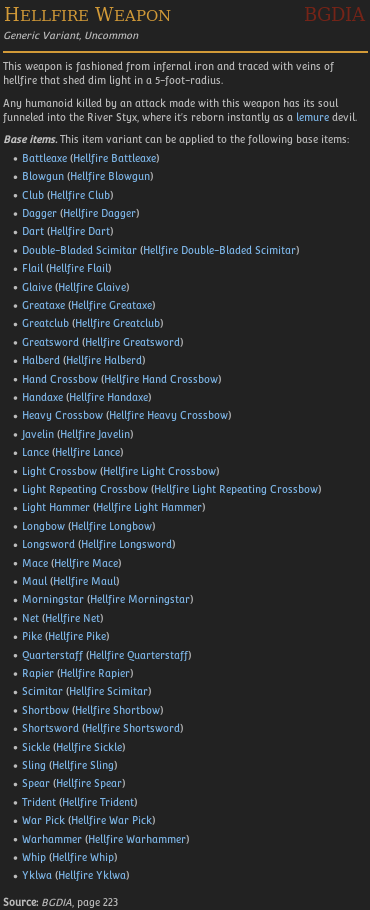 Hellfire Weapon BGDIA
Generic Variant, Uncommon
This weapon is fashioned from infernal iron and traced with veins of
hellfire that shed dim light in a 5-foot-radius.
Any humanoid killed by an attack made with this weapon has its soul
funneled into the River Styx, where it's reborn instantly as a lemure devil.
Base items. This item variant can be applied to the following base items:
• Battleaxe (Hellfire Battleaxe)
• Blowgun (Hellfire Blowgun)
• Club (Hellfire Club)
• Dagger (Hellfire Dagger)
• Dart (Hellfire Dart)
• Double-Bladed Scimitar (Hellfire Double-Bladed Scimitar)
• Flail (Hellfire Flail)
• Glaive (Hellfire Glaive)
• Greataxe (Hellfire Greataxe)
• Greatclub (Hellfire Greatclub)
• Greatsword (Hellfire Greatsword)
• Halberd (Hellfire Halberd)
• Hand Crossbow (Hellfire Hand Crossbow)
• Handaxe (Hellfire Handaxe)
• Heavy Crossbow (Hellfire Heavy Crossbow)
• Javelin (Hellfire Javelin)
• Lance (Hellfire Lance)
• Light Crossbow (Hellfire Light Crossbow)
• Light Repeating Crossbow (Hellfire Light Repeating Crossbow)
• Light Hammer (Hellfire Light Hammer)
• Longbow (Hellfire Longbow)
• Longsword (Hellfire Longsword)
• Mace (Hellfire Mace)
• Maul (Hellfire Maul)
• Morningstar (Hellfire Morningstar)
• Net (Hellfire Net)
• Pike (Hellfire Pike)
• Quarterstaff (Hellfire Quarterstaff)
• Rapier (Hellfire Rapier)
• Scimitar (Hellfire Scimitar)
• Shortbow (Hellfire Shortbow)
• Shortsword (Hellfire Shortsword)
• Sickle (Hellfire Sickle)
• Sling (Hellfire Sling)
• Spear (Hellfire Spear)
• Trident (Hellfire Trident)
• War Pick (Hellfire War Pick)
• Warhammer (Hellfire Warhammer)
• Whip (Hellfire Whip)
• Yklwa (Hellfire Yklwa)
Source: BGDIA, page 223